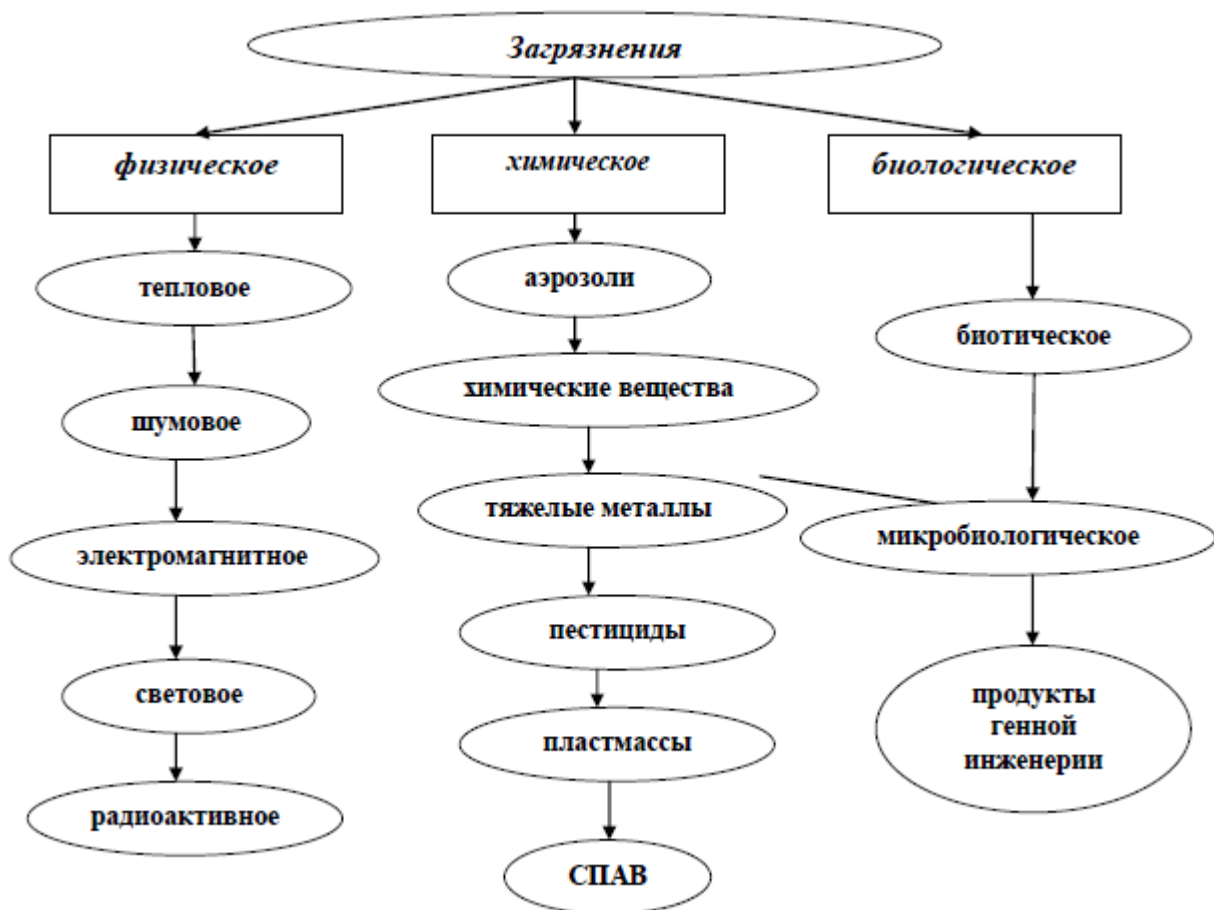 Загрязнения
физическое
химическое
биологическое
тепловое
шумовое
электромагнитное
световое
радиоактивное
аэрозоли
химические вещества
тяжелые металлы
пестициды
пластмассы
СПАВ
биотическое
микробиологическое
продукты
генной
инженерии